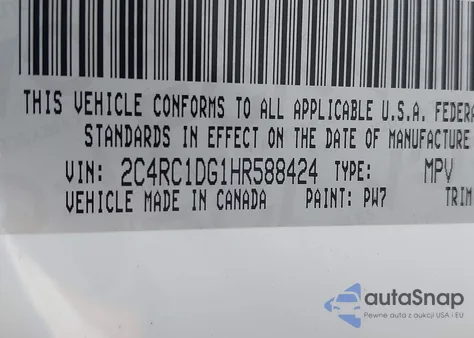 THIS VEHICLE CONFORMS TO ALL APPLICABLE U.S.A. FEDERA
STANDARDS IN EFFECT ON THE DATE OF MANUFACTURE
VIN: 2C4RC1DG1HR588424 TYPE: MPV
VEHICLE MADE IN CANADA PAINT: PW7 TRIM
autaSnap
Pewne auta z aukcji USA i EU